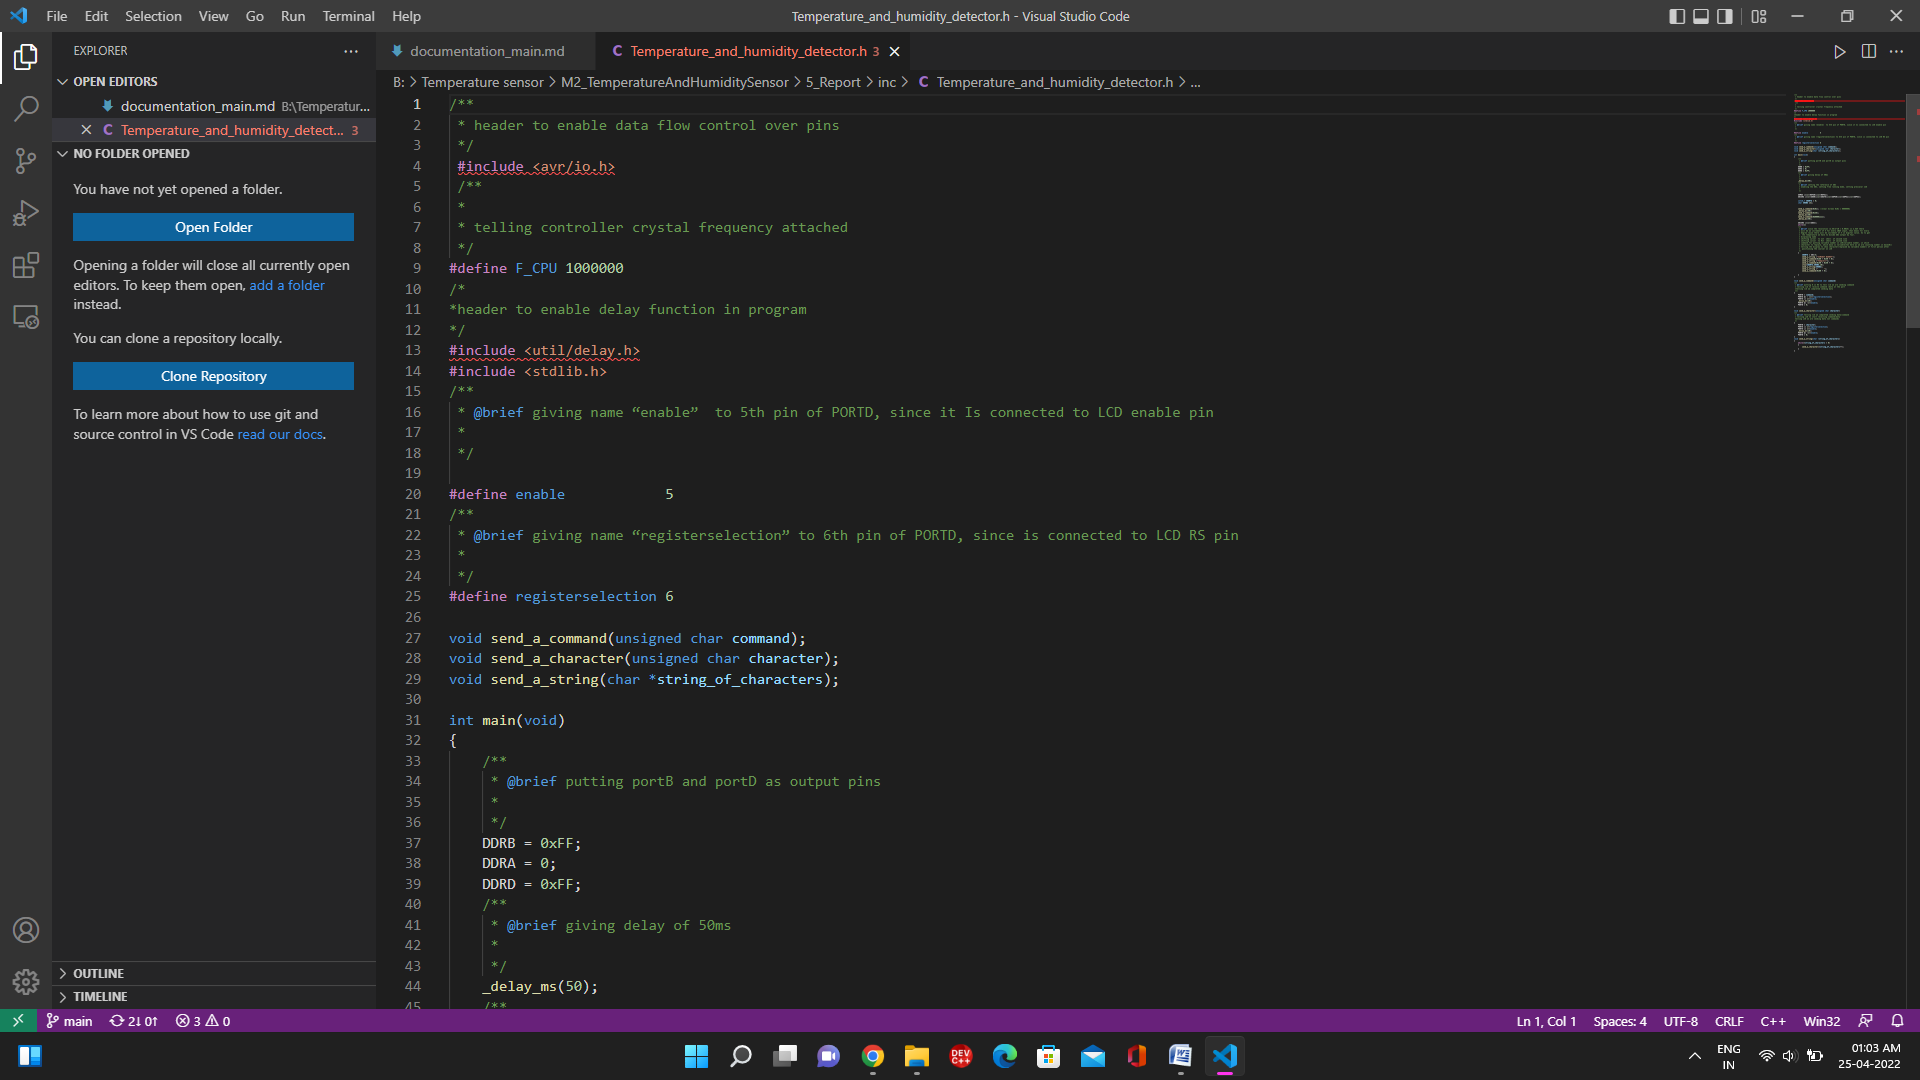 File Edit Selection View Go Run Terminal Help
Temperature_and_humidity_detector.h - Visual Studio Code
EXPLORER
OPEN EDITORS
documentation_main.md B:\Temperatur...
Temperature_and_humidity_detect... 3
NO FOLDER OPENED
You have not yet opened a folder.
Open Folder
Opening a folder will close all currently open
editors. To keep them open, add a folder
instead.
You can clone a repository locally.
Clone Repository
To learn more about how to use git and
source control in VS Code read our docs.
OUTLINE
TIMELINE
documentation_main.md
C Temperature_and_humidity_detector.h 3
B: > Temperature sensor > M2_TemperatureAndHumiditySensor > 5_Report > inc > C Temperature_and_humidity_detector.h > ...
1 /**
2 * header to enable data flow control over pins
3 */
4 #include <avr/io.h>
5 /**
6 *
7 * telling controller crystal frequency attached
8 */
9 #define F_CPU 1000000
10 /*
11 *header to enable delay function in program
12 */
13 #include <util/delay.h>
14 #include <stdlib.h>
15 /**
16 * @brief giving name “enable”  to 5th pin of PORTD, since it Is connected to LCD enable pin
17 *
18 */
19
20 #define enable            5
21 /**
22 * @brief giving name “registerselection” to 6th pin of PORTD, since is connected to LCD RS pin
23 *
24 */
25 #define registerselection 6
26
27 void send_a_command(unsigned char command);
28 void send_a_character(unsigned char character);
29 void send_a_string(char *string_of_characters);
30
31 int main(void)
32 {
33 /**
34 * @brief putting portB and portD as output pins
35 *
36 */
37 DDRB = 0xFF;
38 DDRA = 0;
39 DDRD = 0xFF;
40 /**
41 * @brief giving delay of 50ms
42 *
43 */
44 _delay_ms(50);
45 /**
main 2↓ 0↑ 3 0
Ln 1, Col 1 Spaces: 4 UTF-8 CRLF C++ Win32
DEV C++
ENG
IN
01:03 AM
25-04-2022